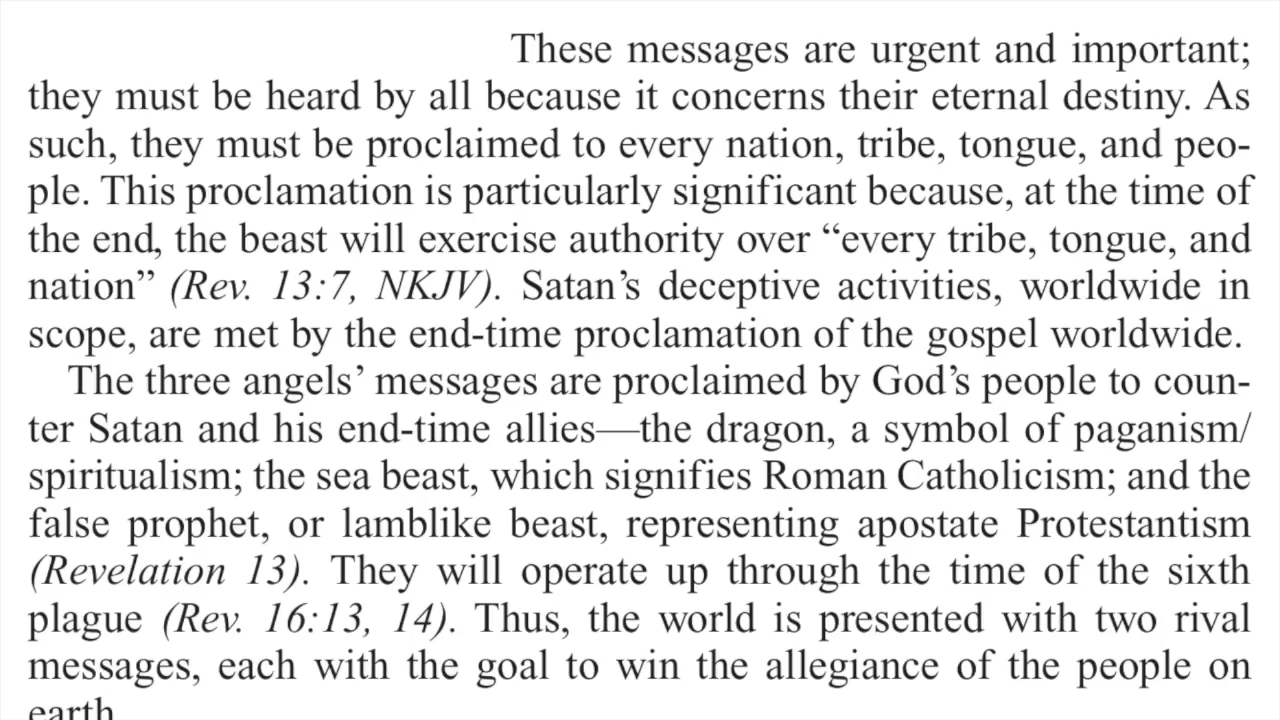 These messages are urgent and important;
they must be heard by all because it concerns their eternal destiny. As
such, they must be proclaimed to every nation, tribe, tongue, and peo-
ple. This proclamation is particularly significant because, at the time of
the end, the beast will exercise authority over “every tribe, tongue, and
nation” (Rev. 13:7, NKJV). Satan’s deceptive activities, worldwide in
scope, are met by the end-time proclamation of the gospel worldwide.
The three angels’ messages are proclaimed by God’s people to coun-
ter Satan and his end-time allies—the dragon, a symbol of paganism/
spiritualism; the sea beast, which signifies Roman Catholicism; and the
false prophet, or lamblike beast, representing apostate Protestantism
(Revelation 13). They will operate up through the time of the sixth
plague (Rev. 16:13, 14). Thus, the world is presented with two rival
messages, each with the goal to win the allegiance of the people on
earth